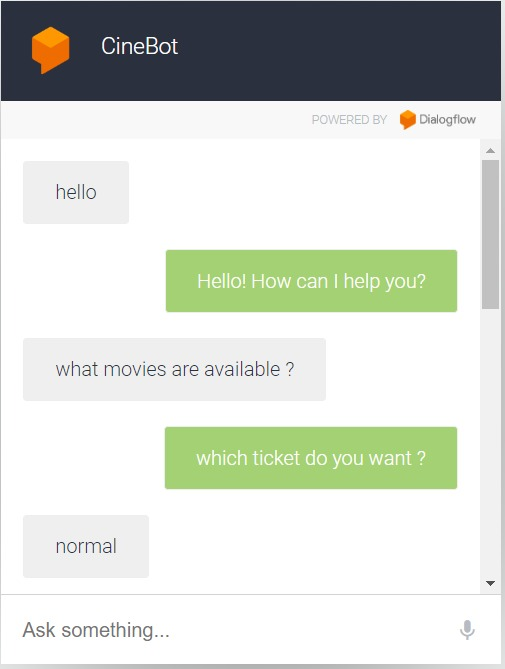 CineBot
POWERED BY Dialogflow
hello
Hello! How can I help you?
what movies are available ?
which ticket do you want ?
normal
Ask something...